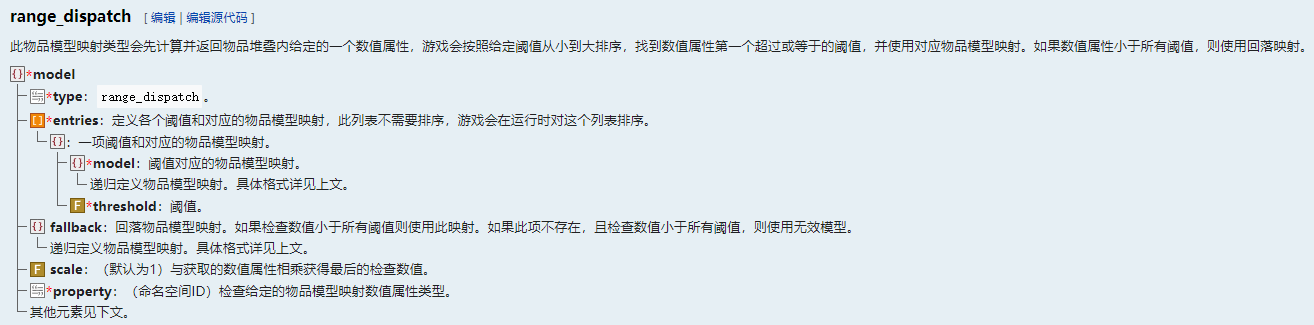 range_dispatch [ 编辑 | 编辑源代码 ]
此物品模型映射类型会先计算并返回物品堆叠内给定的一个数值属性，游戏会按照给定阈值从小到大排序，找到数值属性第一个超过或等于的阈值，并使用对应物品模型映射。如果数值属性小于所有阈值，则使用回落映射。
{}*model
*type： range_dispatch 。
[ ]*entries：定义各个阈值和对应的物品模型映射，此列表不需要排序，游戏会在运行时对这个列表排序。
{}：一项阈值和对应的物品模型映射。
{}*model：阈值对应的物品模型映射。
递归定义物品模型映射。具体格式详见上文。
F*threshold：阈值。
{} fallback：回落物品模型映射。如果检查数值小于所有阈值则使用此映射。如果此项不存在，且检查数值小于所有阈值，则使用无效模型。
递归定义物品模型映射。具体格式详见上文。
F scale：（默认为1）与获取的数值属性相乘获得最后的检查数值。
*property：（命名空间ID）检查给定的物品模型映射数值属性类型。
其他元素见下文。